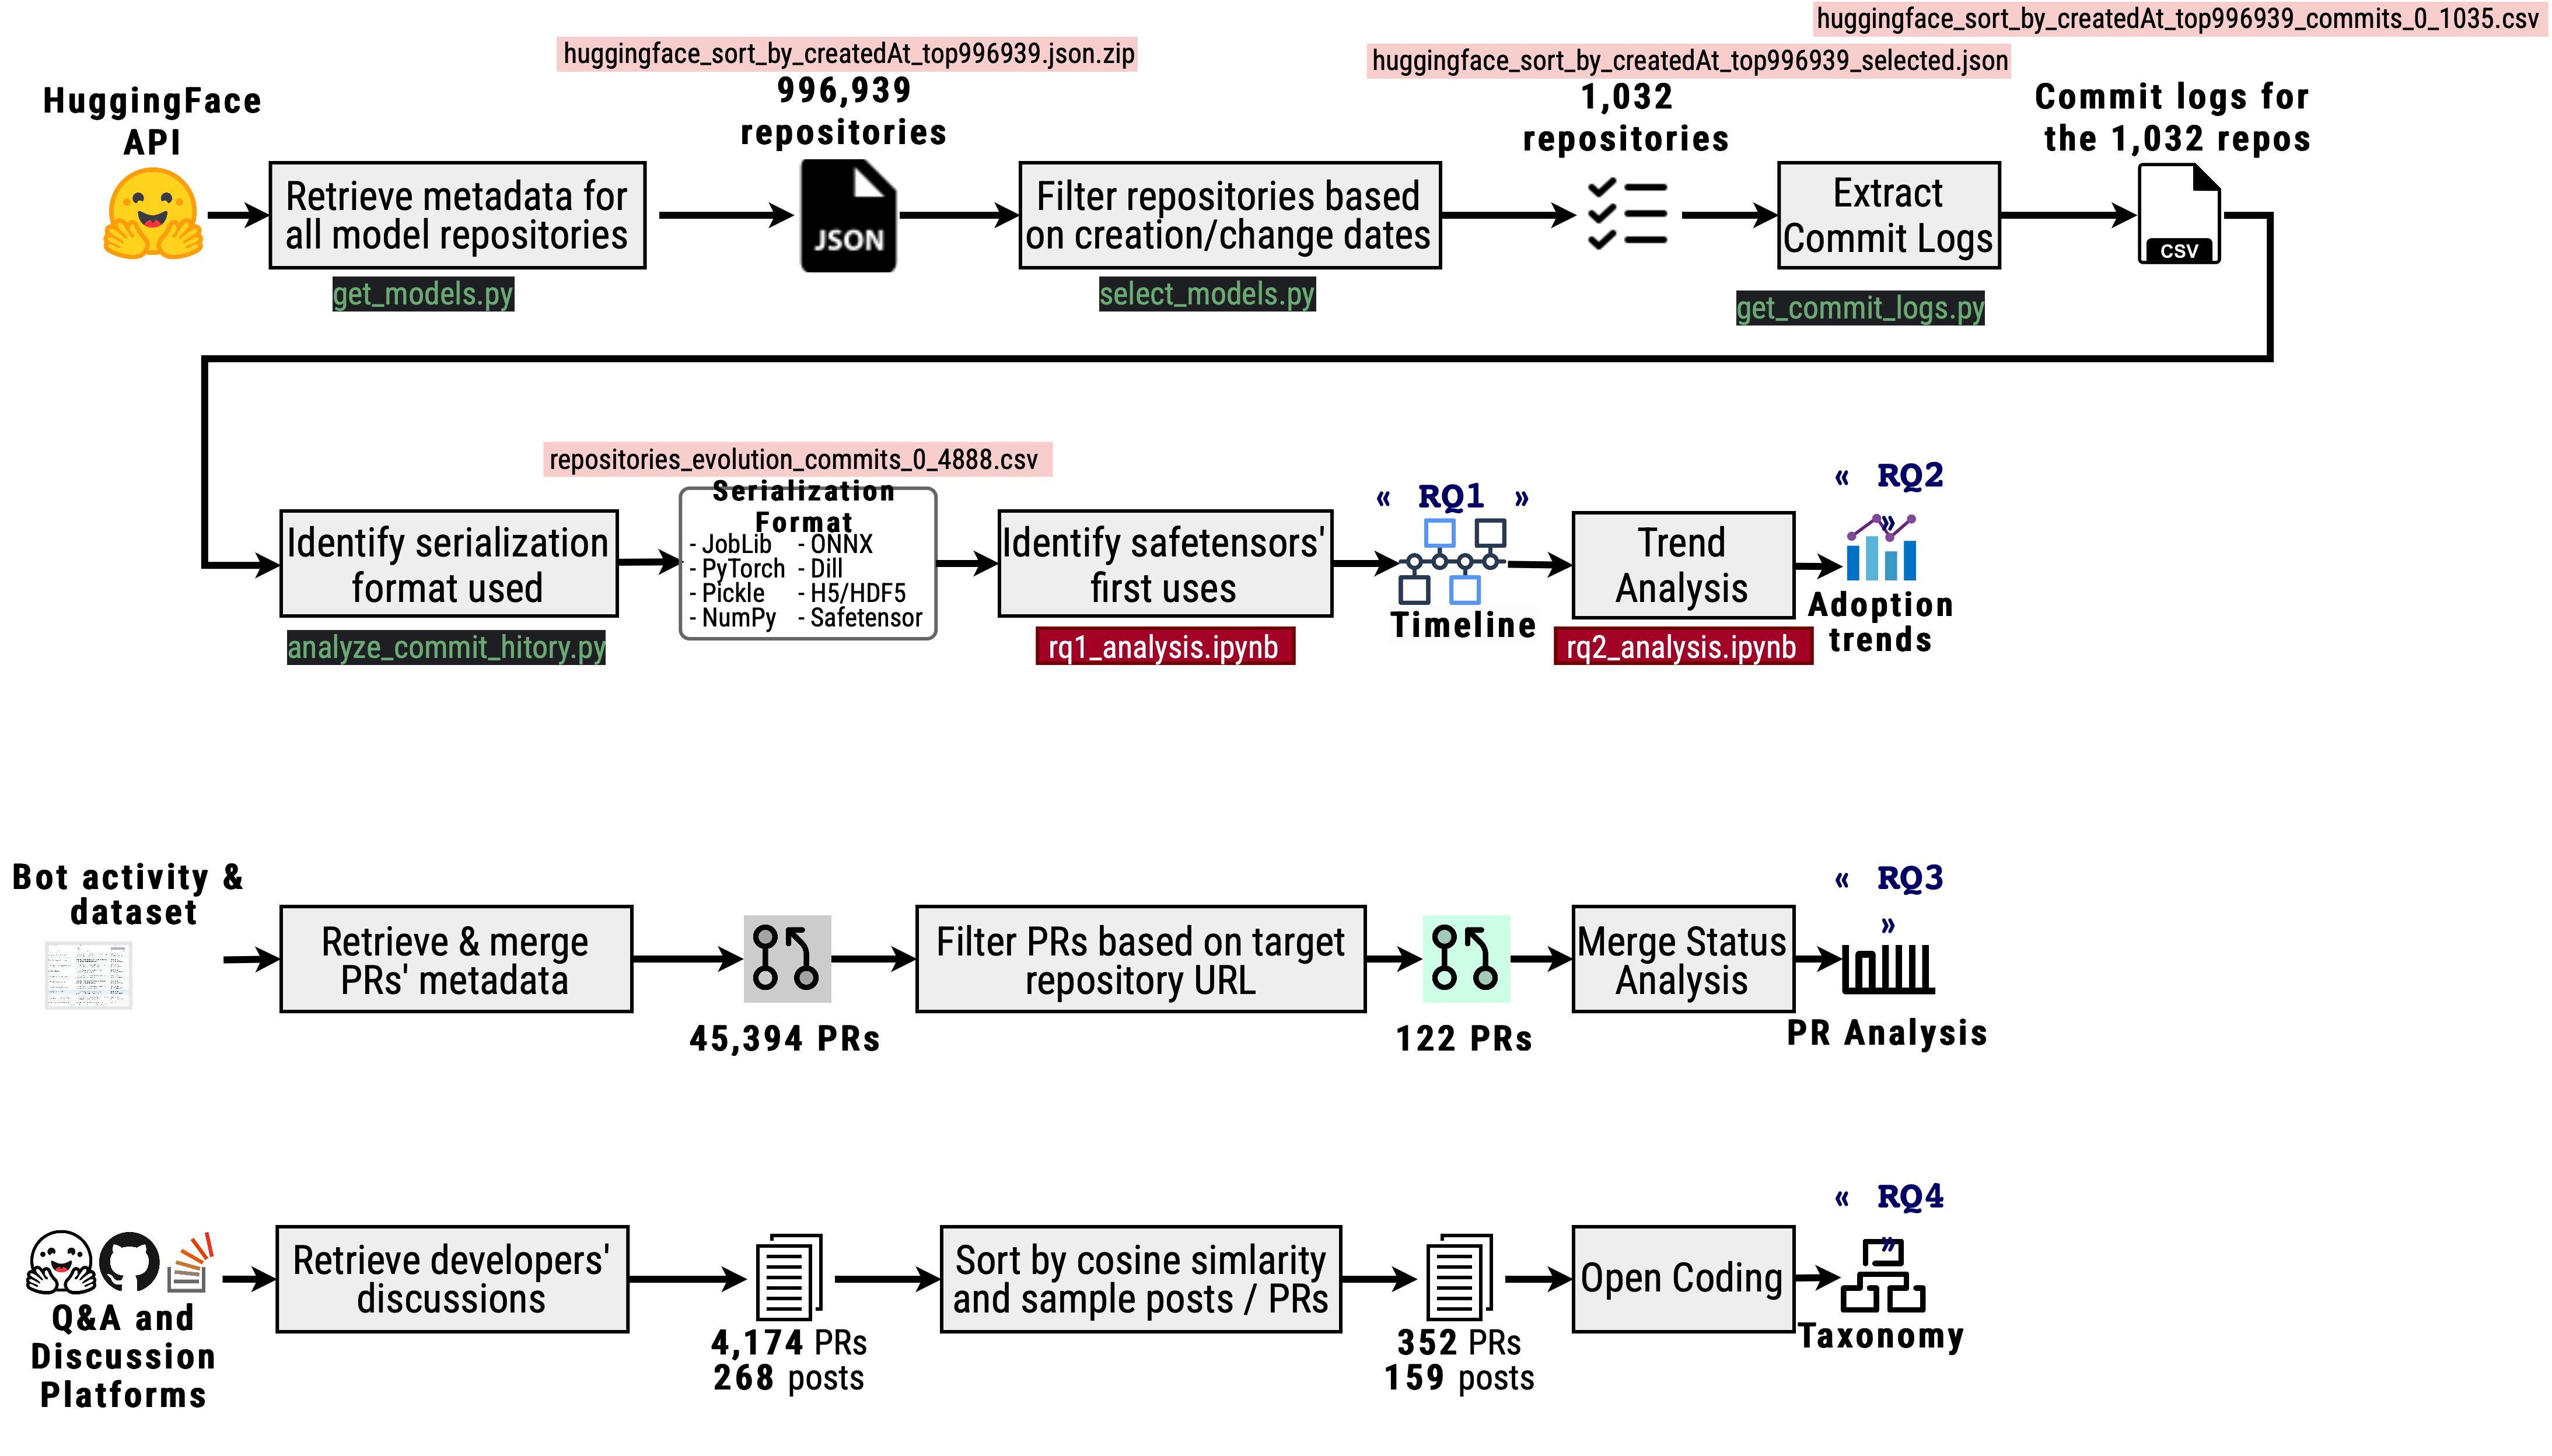 huggingface_sort_by_createdAt_top996939_commits_0_1035.csv
huggingface_sort_by_createdAt_top996939.json.zip
huggingface_sort_by_createdAt_top996939_selected.json
HuggingFace
API
996,939
repositories
1,032
repositories
Commit logs for
the 1,032 repos
Retrieve metadata for
all model repositories
get_models.py
JSON
Filter repositories based
on creation/change dates
select_models.py
Extract
Commit Logs
get_commit_logs.py
CSV
repositories_evolution_commits_0_4888.csv
Identify serialization
format used
analyze_commit_hitory.py
Serialization
Format
- JobLib - ONNX
- PyTorch - Dill
- Pickle - H5/HDF5
- NumPy - Safetensor
Identify safetensors'
first uses
rq1_analysis.ipynb
« RQ1 »
Timeline
Trend
Analysis
rq2_analysis.ipynb
« RQ2
»
Adoption
trends
Bot activity &
dataset
Retrieve & merge
PRs' metadata
45,394 PRs
Filter PRs based on target
repository URL
122 PRs
Merge Status
Analysis
« RQ3
»
PR Analysis
Q&A and
Discussion
Platforms
Retrieve developers'
discussions
4,174 PRs
268 posts
Sort by cosine simlarity
and sample posts / PRs
352 PRs
159 posts
Open Coding
« RQ4
»
Taxonomy